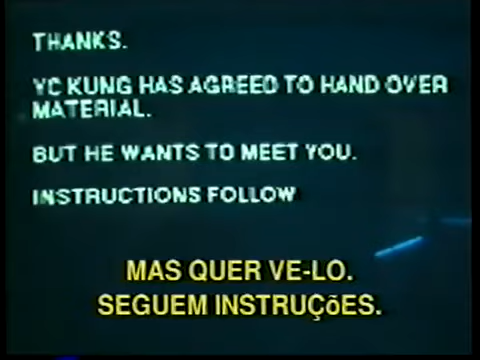 THANKS.
YC KUNG HAS AGREED TO HAND OVER
MATERIAL.
BUT HE WANTS TO MEET YOU.
INSTRUCTIONS FOLLOW
MAS QUER VE-LO.
SEGUEM INSTRUÇõES.